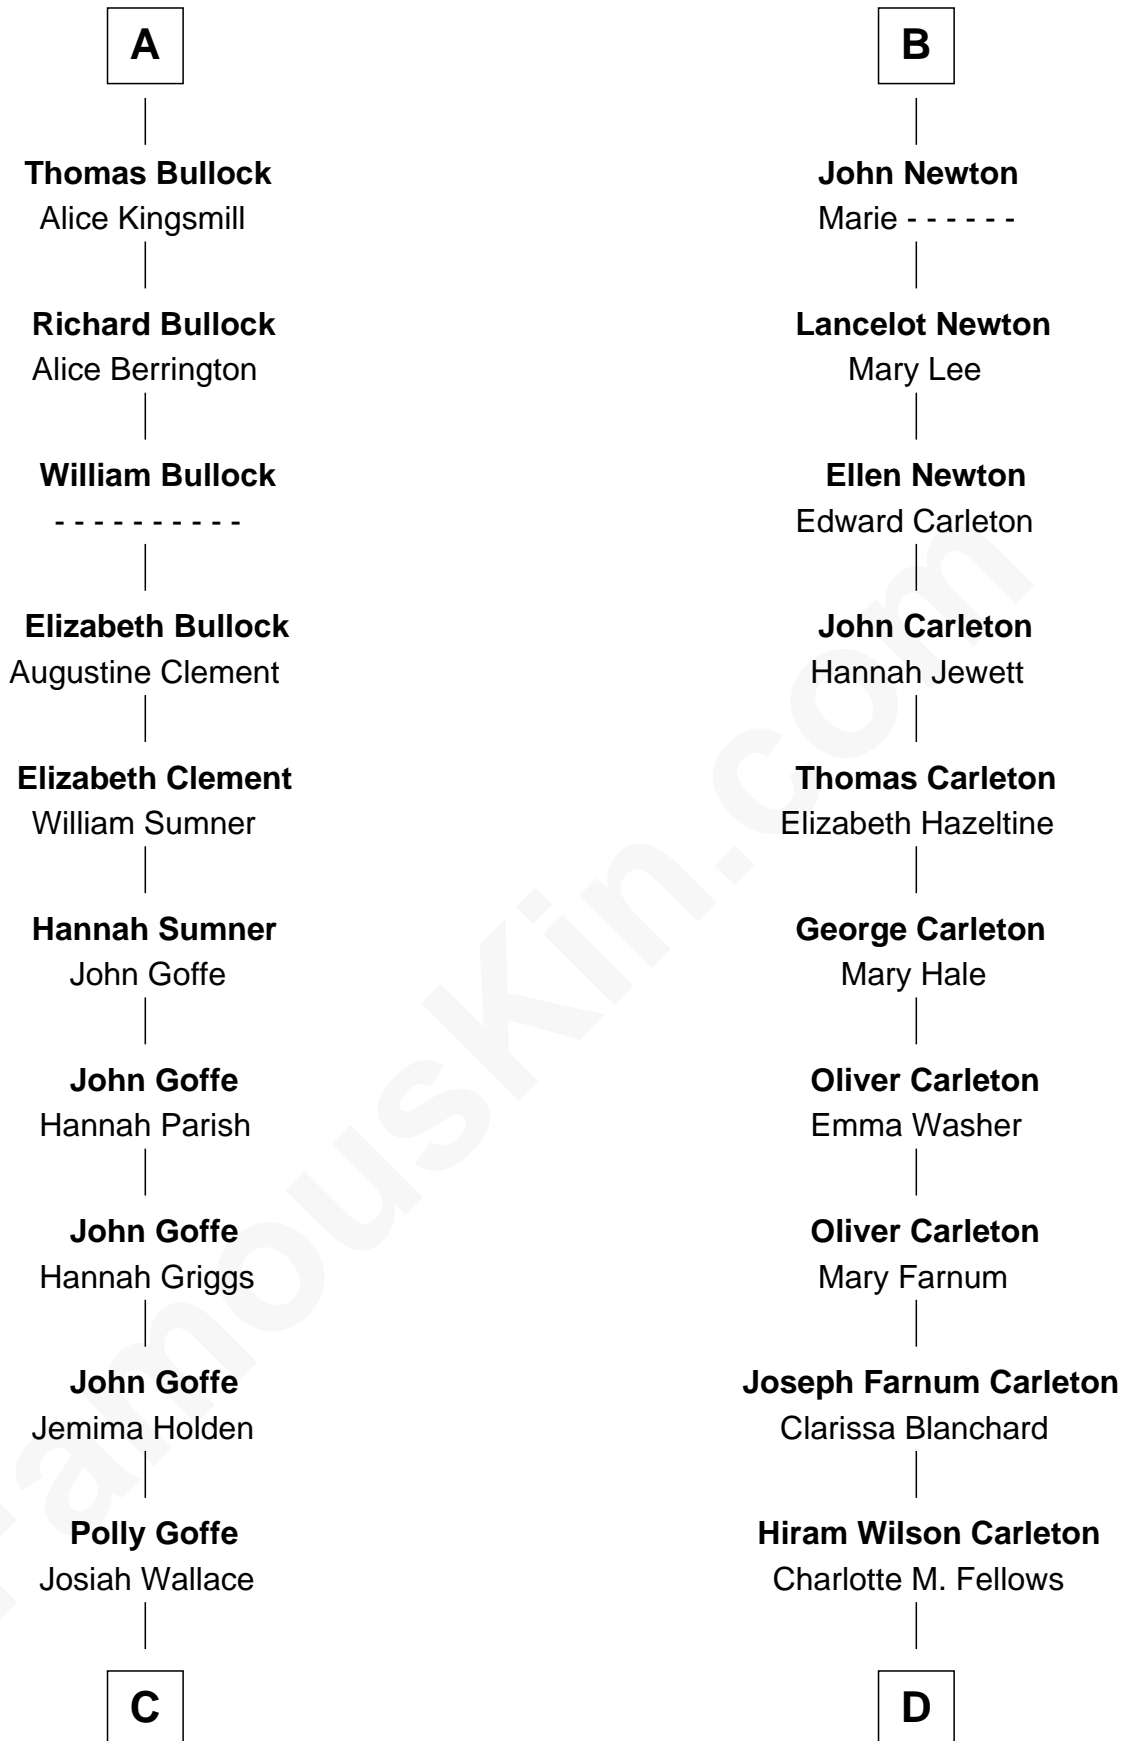 A
Thomas Bullock
Alice Kingsmill
Richard Bullock
Alice Berrington
William Bullock
- - - - - - - - - -
Elizabeth Bullock
Augustine Clement
Elizabeth Clement
William Sumner
Hannah Sumner
John Goffe
John Goffe
Hannah Parish
John Goffe
Hannah Griggs
John Goffe
Jemima Holden
Polly Goffe
Josiah Wallace
C
B
John Newton
Marie - - - - - -
Lancelot Newton
Mary Lee
Ellen Newton
Edward Carleton
John Carleton
Hannah Jewett
Thomas Carleton
Elizabeth Hazeltine
George Carleton
Mary Hale
Oliver Carleton
Emma Washer
Oliver Carleton
Mary Farnum
Joseph Farnum Carleton
Clarissa Blanchard
Hiram Wilson Carleton
Charlotte M. Fellows
D
FamousKin.com